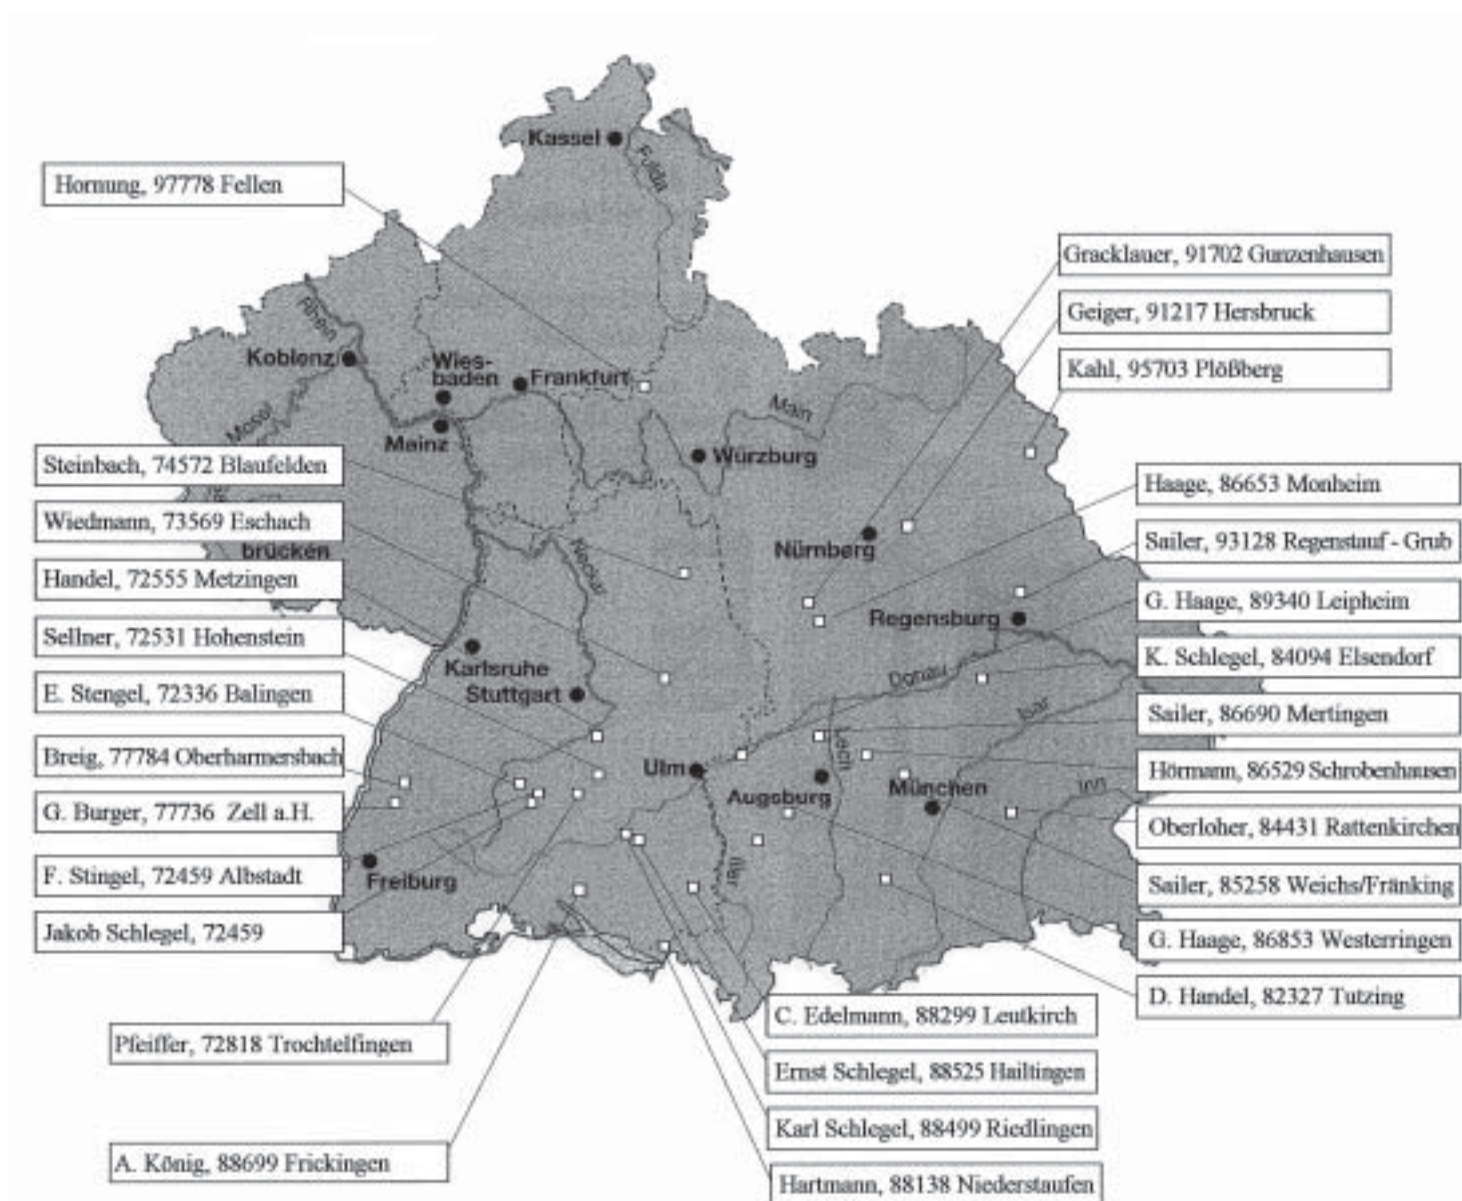 Kassel
Fulda
Hornung, 97778 Fellen
Gracklauer, 91702 Gunzenhausen
Geiger, 91217 Hersbruck
Kahl, 95703 Plößberg
Rhein
Koblenz
Wies-
baden
Frankfurt
Mosel
Mainz
Main
Würzburg
Steinbach, 74572 Blaufelden
Wiedmann, 73569 Eschach
brücken
Handel, 72555 Metzingen
Sellner, 72531 Hohenstein
E. Stengel, 72336 Balingen
Breig, 77784 Oberharmersbach
G. Burger, 77736 Zell a.H.
F. Stingel, 72459 Albstadt
Jakob Schlegel, 72459
Neckar
Nürnberg
Regensburg
Karlsruhe
Stuttgart
Donau
Isar
Lech
Ulm
Augsburg
München
Inn
Iller
Freiburg
Haage, 86653 Monheim
Sailer, 93128 Regenstauf - Grub
G. Haage, 89340 Leipheim
K. Schlegel, 84094 Elsendorf
Sailer, 86690 Mertingen
Hörmann, 86529 Schrobenhausen
Oberloher, 84431 Rattenkirchen
Sailer, 85258 Weichs/Fränking
G. Haage, 86853 Westerringen
D. Handel, 82327 Tutzing
Pfeiffer, 72818 Trochtelfingen
A. König, 88699 Frickingen
C. Edelmann, 88299 Leutkirch
Ernst Schlegel, 88525 Hailtingen
Karl Schlegel, 88499 Riedlingen
Hartmann, 88138 Niederstaufen